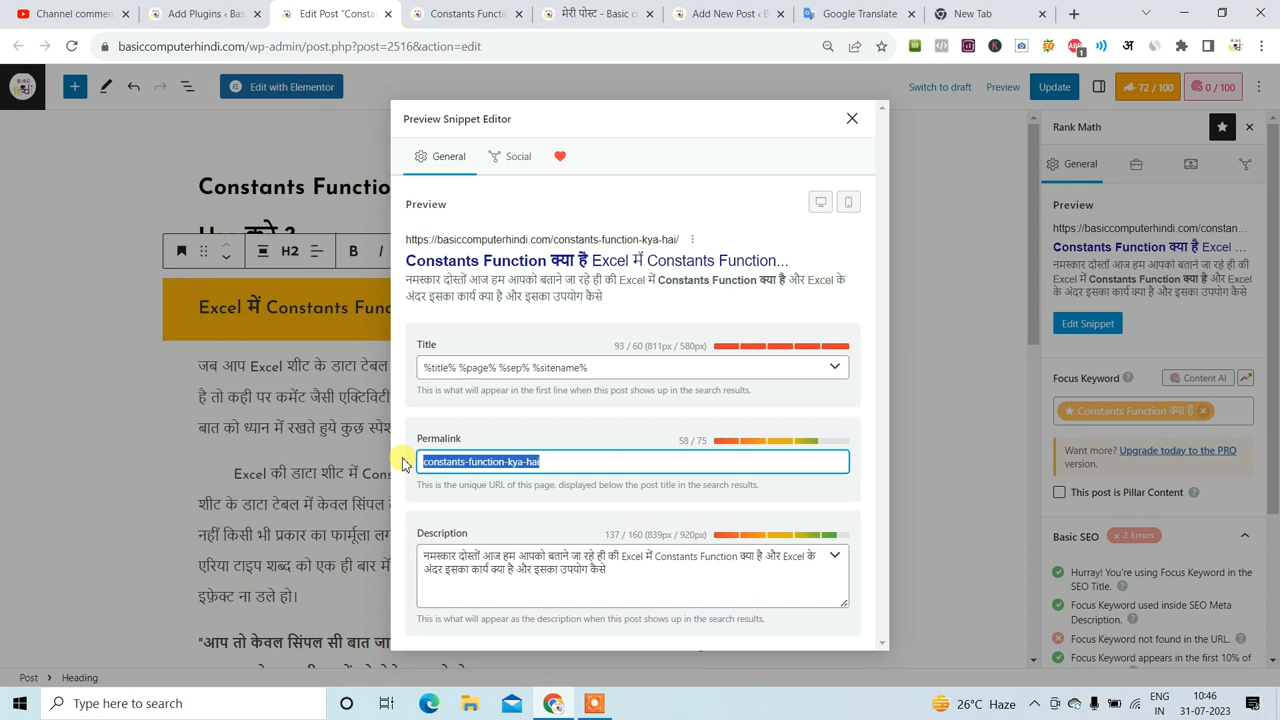 Channel comment
Add Plugins ‹ Basi
Edit Post "Constan
Constants Functio
मेरी पोस्ट - Basic c
Add New Post ‹ B
Google Translate
New Tab
basiccomputerhindi.com/wp-admin/post.php?post=2516&action=edit
1
अ
Edit with Elementor
Switch to draft
Preview
Update
72 / 100
0 / 100
Constants Functio
H2
B
I
Excel में Constants Func
जब आप Excel शीट के डाटा टेबल
है तो कही पर कमेंट जैसी एक्टिविटी
बात को ध्यान में रखते हुये कुछ स्पेश
Excel की डाटा शीट में Cons
शीट के डाटा टेबल में केवल सिंपल
नहीं किसी भी प्रकार का फार्मूला लग
एरिया टाइप शब्द को एक ही बार में
इफ़ेक्ट ना डले हो।
"आप तो केवल सिंपल सी बात जा
Preview Snippet Editor
General
Social
Preview
https://basiccomputerhindi.com/constants-function-kya-hai/
Constants Function क्या है Excel में Constants Function...
नमस्कार दोस्तों आज हम आपको बताने जा रहे ही की Excel में Constants Function क्या है और Excel के
अंदर इसका कार्य क्या है और इसका उपयोग कैसे
Title
93 / 60 (811px / 580px)
%title% %page% %sep% %sitename%
This is what will appear in the first line when this post shows up in the search results.
Permalink
58 / 75
constants-function-kya-hai
This is the unique URL of this page, displayed below the post title in the search results.
Description
137 / 160 (839px / 920px)
नमस्कार दोस्तों आज हम आपको बताने जा रहे ही की Excel में Constants Function क्या है और Excel के
अंदर इसका कार्य क्या है और इसका उपयोग कैसे
This is what will appear as the description when this post shows up in the search results.
Rank Math
General
Preview
https://basiccomputerhindi.com/constan...
Constants Function क्या है Excel ...
नमस्कार दोस्तों आज हम आपको बताने जा रहे ही की
Excel में Constants Function क्या है और Excel के
अंदर इसका कार्य क्या है और इसका उपयोग कैसे
Edit Snippet
Focus Keyword
Content AI
Constants Function क्या है
Want more? Upgrade today to the PRO
version.
This post is Pillar Content
Basic SEO
× 2 Errors
Hurray! You're using Focus Keyword in the
SEO Title.
Focus Keyword used inside SEO Meta
Description.
Focus Keyword not found in the URL.
Focus Keyword appears in the first 10% of
Post
Heading
Type here to search
26°C Haze
ENG
IN
10:46
31-07-2023